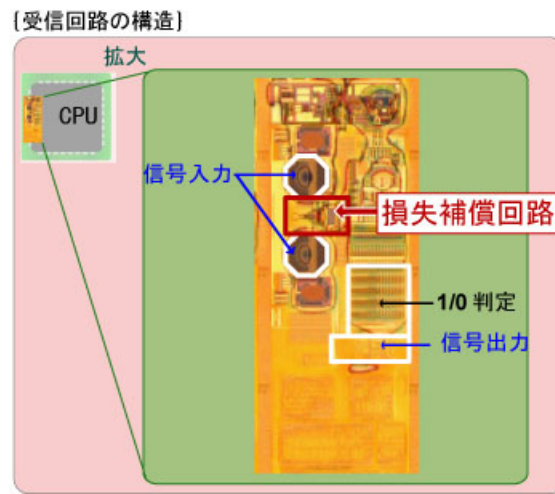 {受信回路の構造}
拡大
CPU
信号入力
損失補償回路
1/0 判定
信号出力